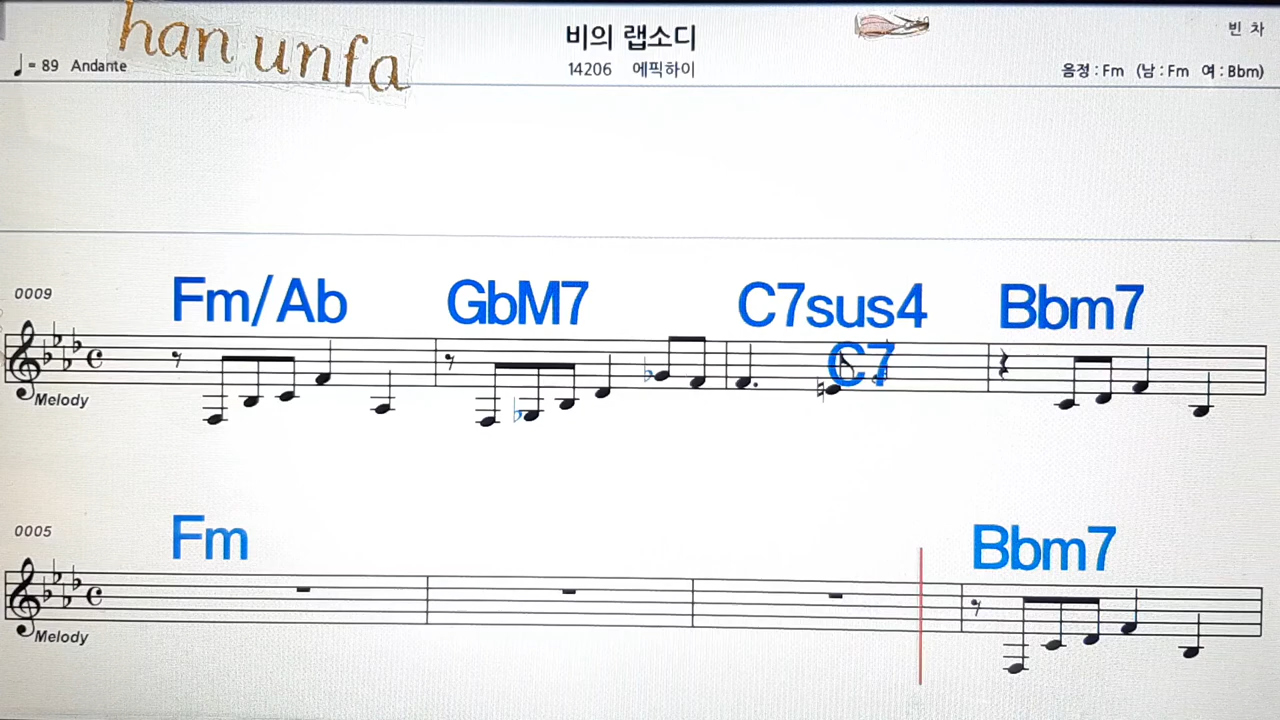 han unfa
비의 랩소디
빈 차
♩= 89 Andante
14206 에픽하이
음정 : Fm (남 : Fm 여 : Bbm)
0009
Fm/Ab GbM7 C7sus4 Bbm7
C7
Melody
0005
Fm Bbm7
Melody